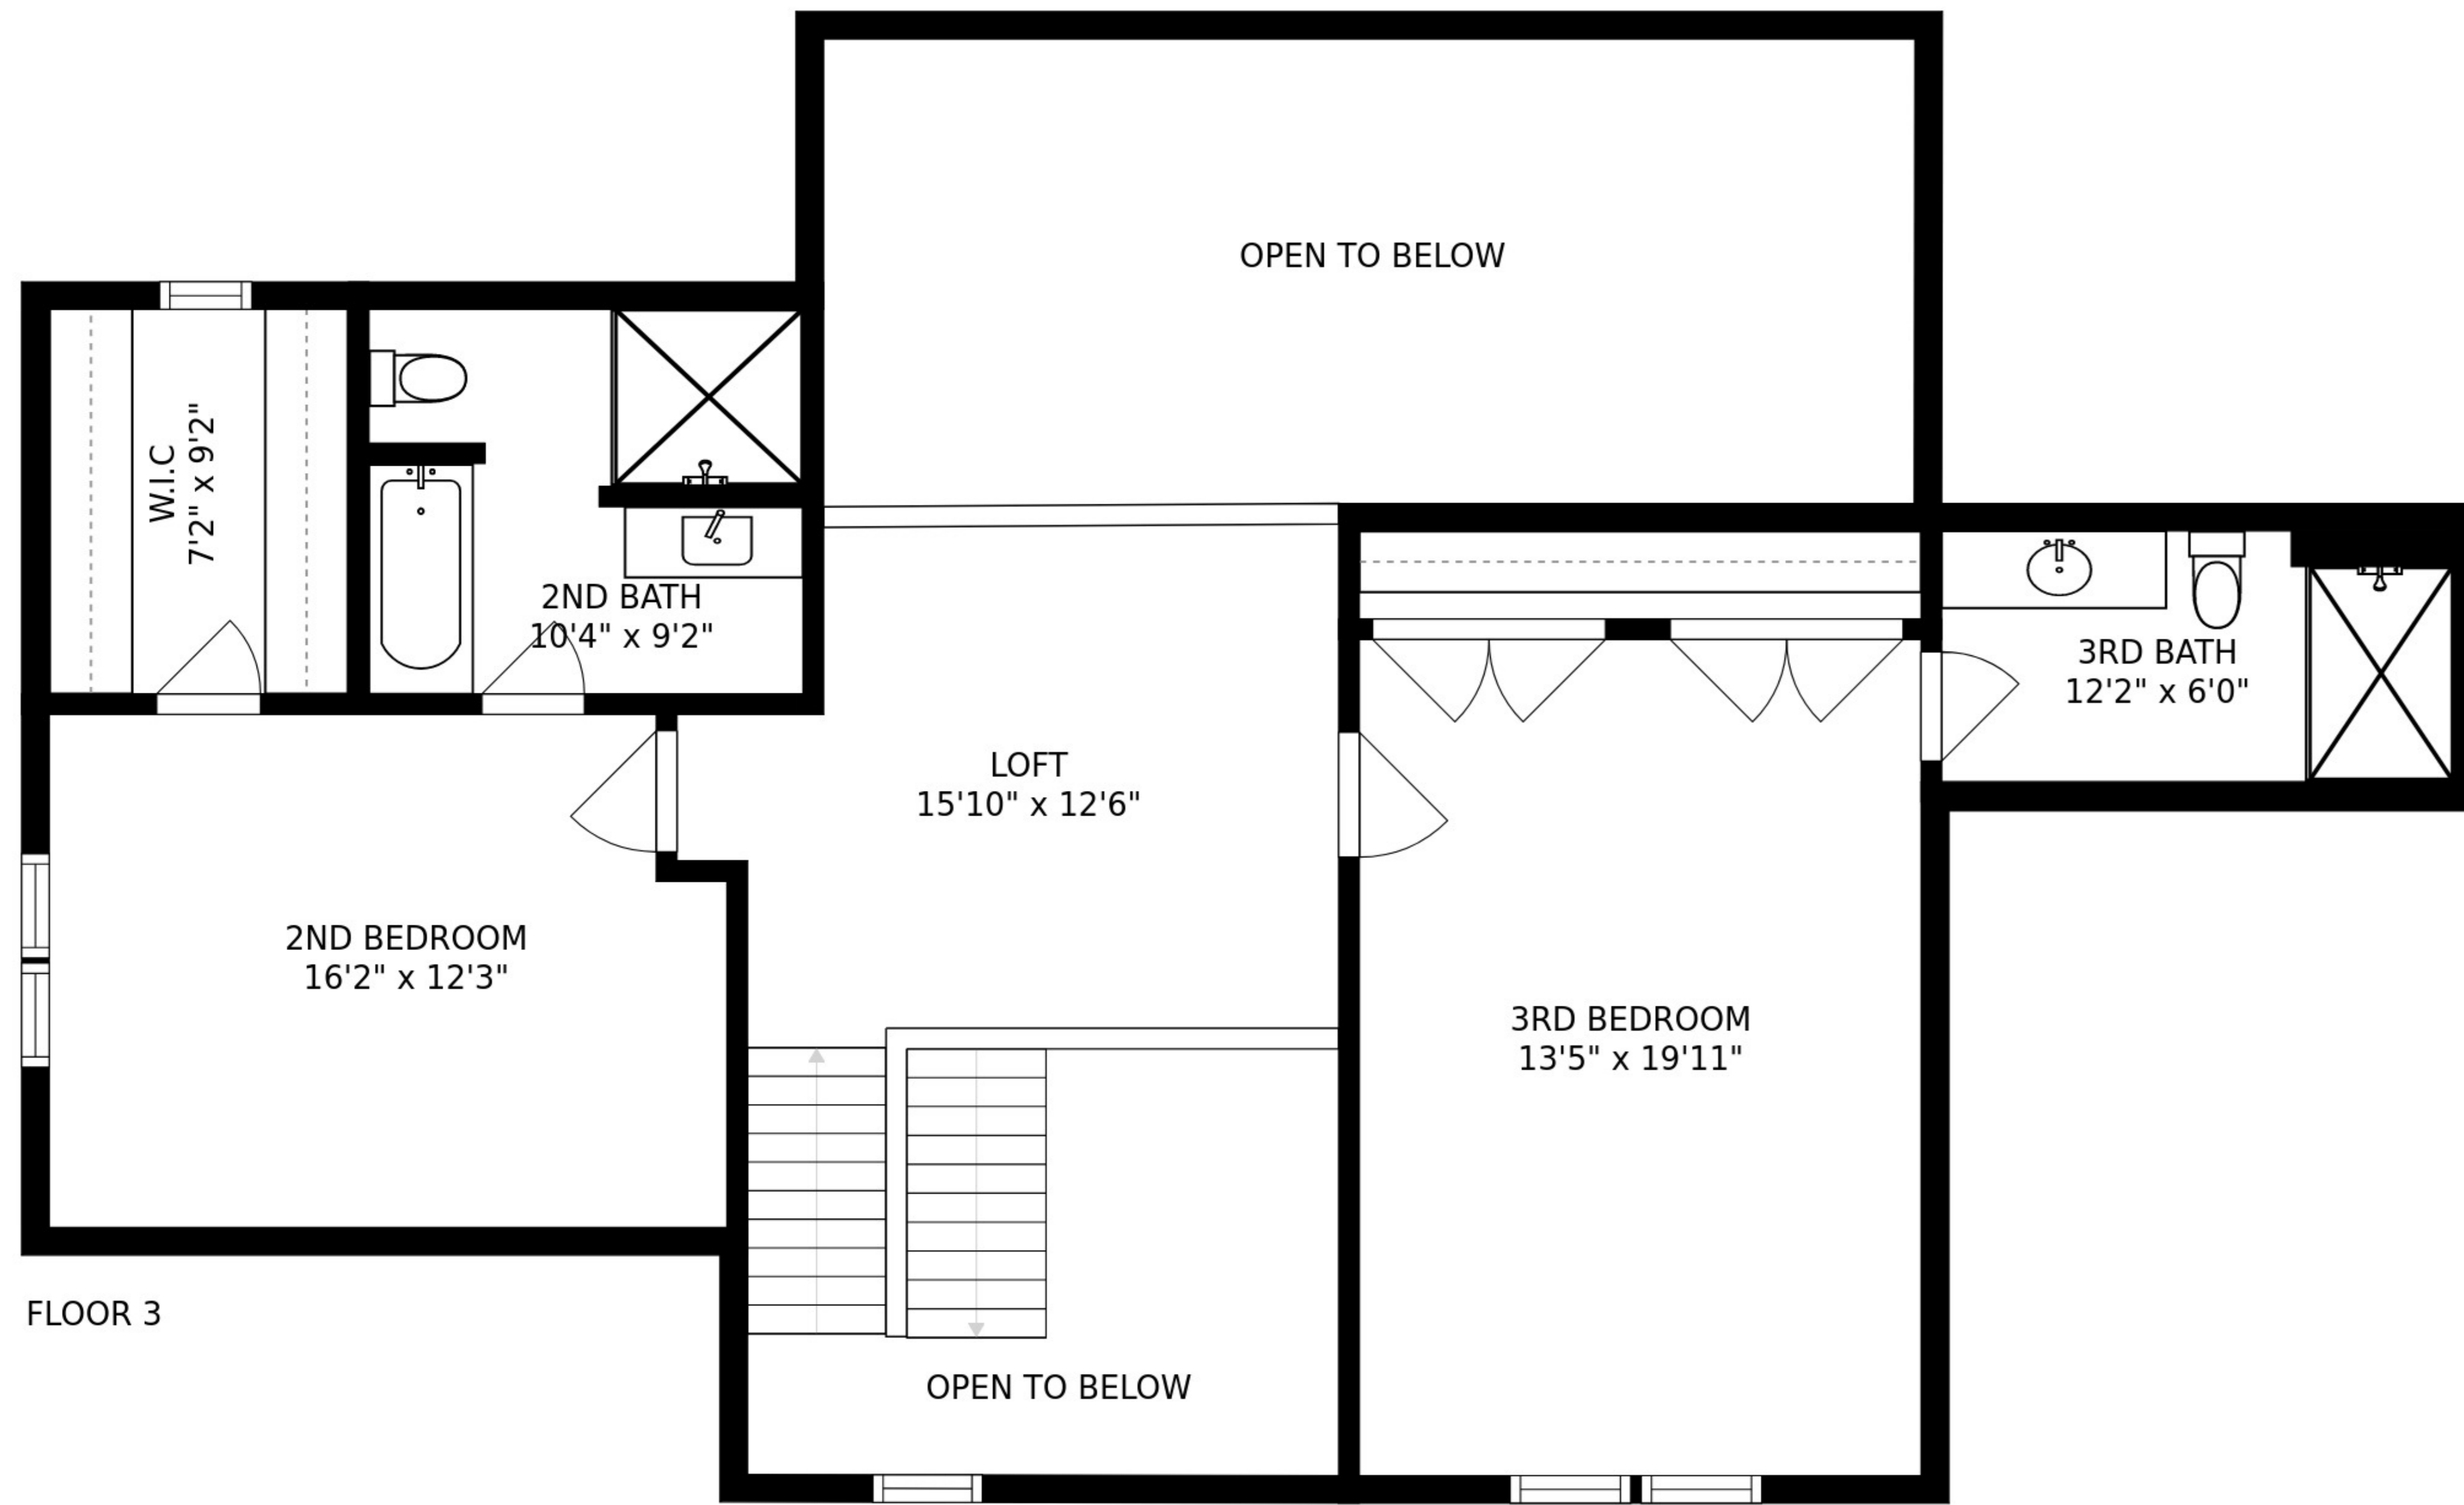 OPEN TO BELOW
W.I.C
7'2" x 9'2"
2ND BATH
10'4" x 9'2"
3RD BATH
12'2" x 6'0"
LOFT
15'10" x 12'6"
2ND BEDROOM
16'2" x 12'3"
3RD BEDROOM
13'5" x 19'11"
FLOOR 3
OPEN TO BELOW